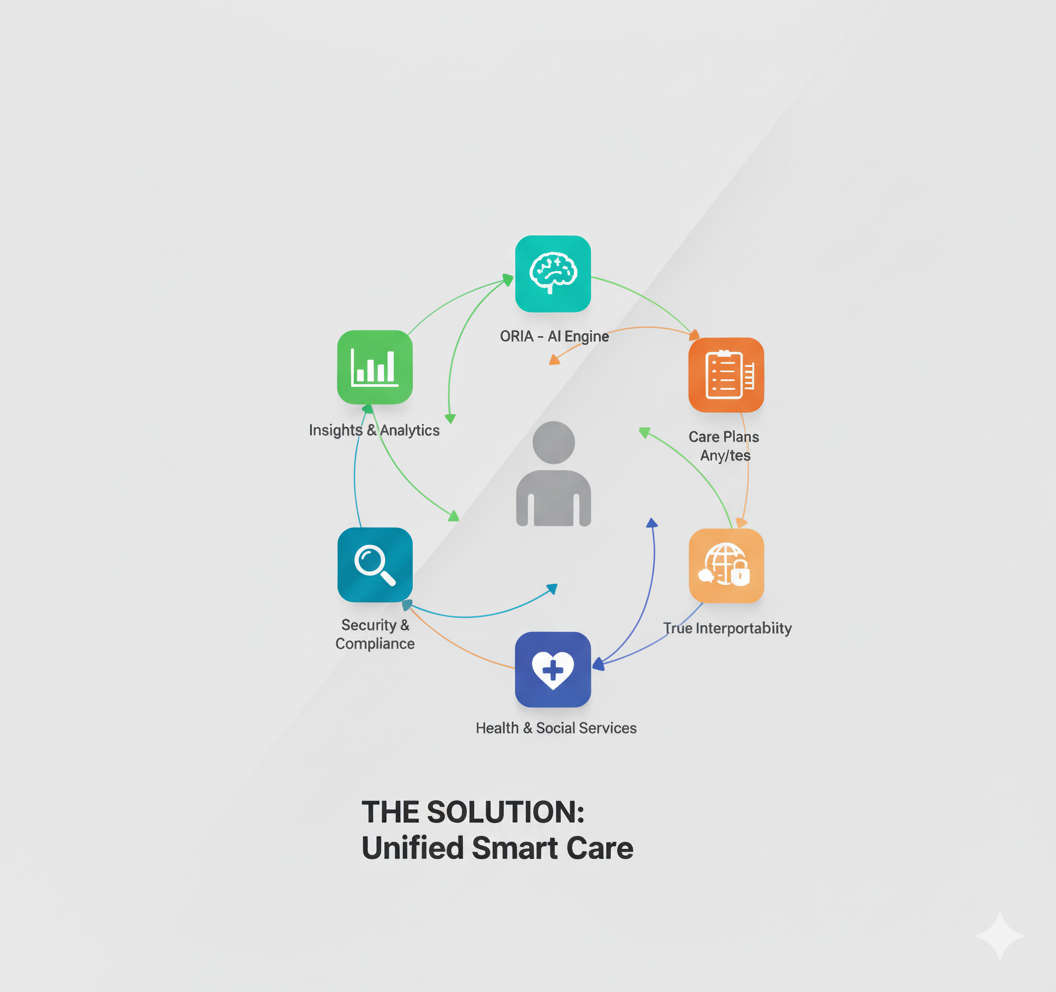 ORIA - AI Engine
Insights & Analytics
Care Plans
Any/tes
Security &
Compliance
True Interportabiity
Health & Social Services
THE SOLUTION:
Unified Smart Care